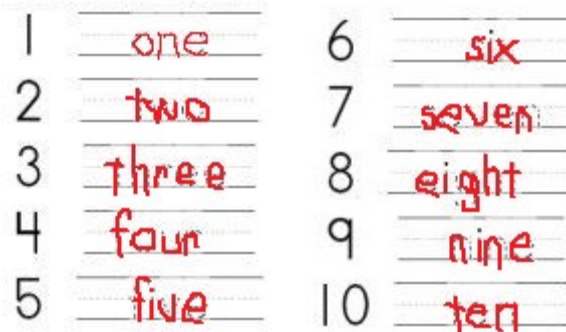 1 one
2 two
3 three
4 four
5 five
6 six
7 seven
8 eight
9 nine
10 ten